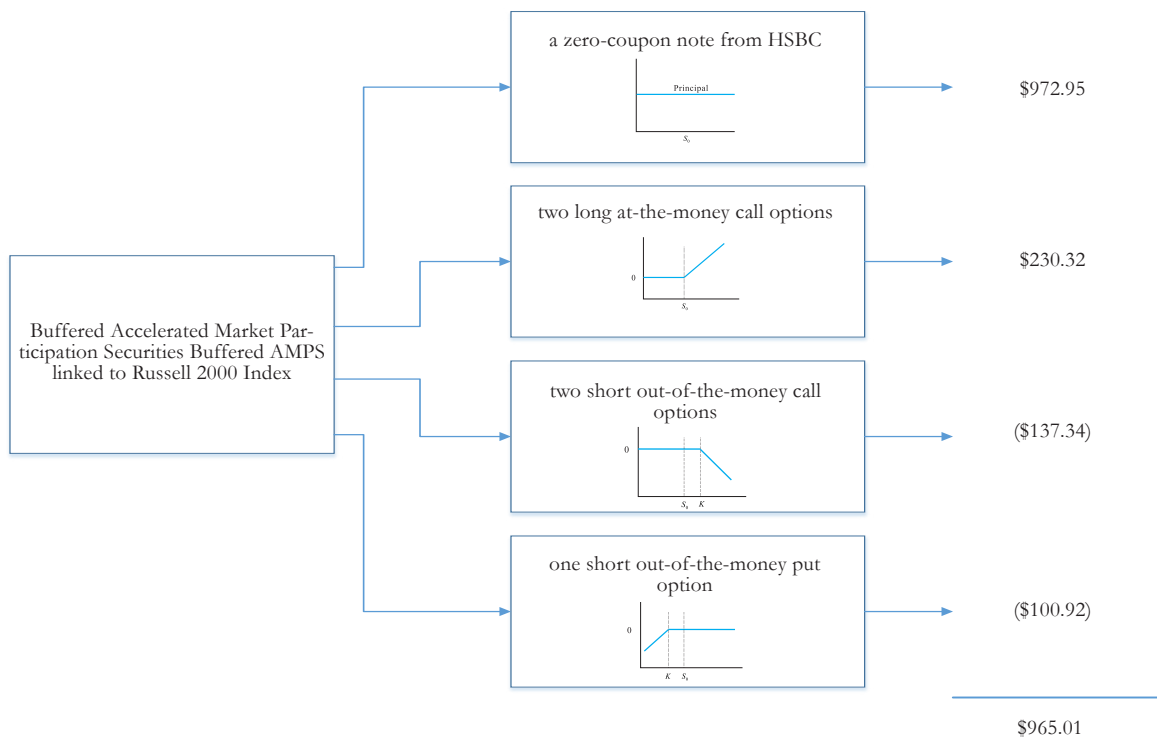 a zero-coupon note from HSBC
Principal
S₀
$972.95
two long at-the-money call options
0
S₀
$230.32
Buffered Accelerated Market Par-
ticipation Securities Buffered AMPS
linked to Russell 2000 Index
two short out-of-the-money call
options
0
S₀ K
($137.34)
one short out-of-the-money put
option
0
K S₀
($100.92)
$965.01